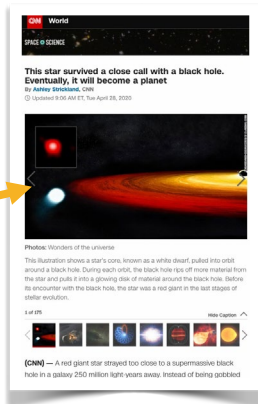 CNN World
SPACE+SCIENCE
This star survived a close call with a black hole.
Eventually, it will become a planet
By Ashley Strickland, CNN
Updated 9:06 AM ET, Tue April 28, 2020
Photos: Wonders of the universe
This illustration shows a star's core, known as a white dwarf, pulled into orbit
around a black hole. During each orbit, the black hole rips off more material from
the star and puts it into a glowing disk of material around the black hole. Before
its encounter with the black hole, the star was a red giant in the last stages of
stellar evolution.
1 of 175
Hide Caption
(CNN) — A red giant star strayed too close to a supermassive black
hole in a galaxy 250 million light-years away. Instead of being gobbled